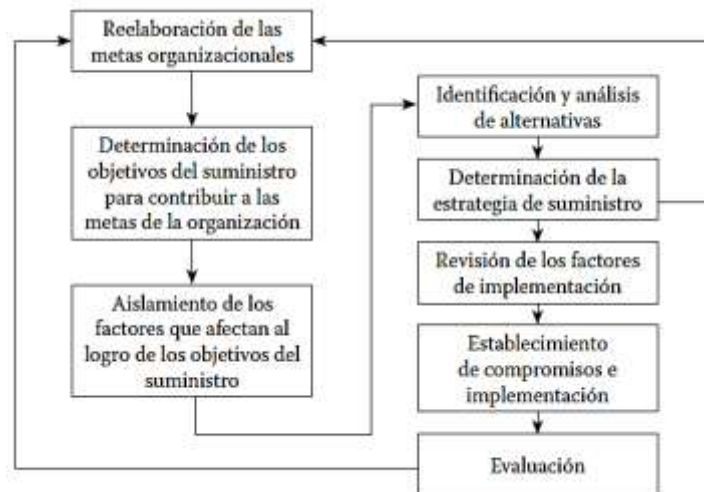 Reelaboración de las
metas organizacionales
Determinación de los
objetivos del suministro
para contribuir a las
metas de la organización
Aislamiento de los
factores que afectan al
logro de los objetivos del
suministro
Identificación y análisis
de alternativas
Determinación de la
estrategia de suministro
Revisión de los factores
de implementación
Establecimiento
de compromisos e
implementación
Evaluación